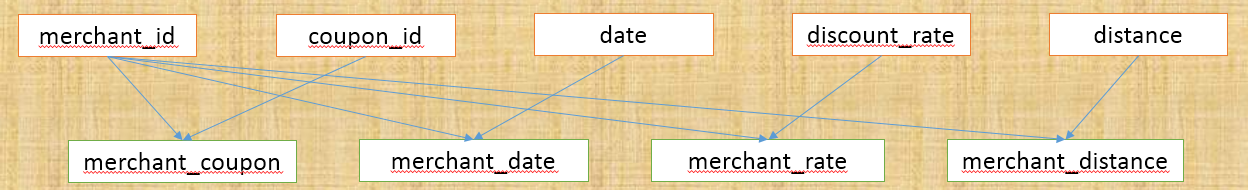 merchant_id
coupon_id
date
discount_rate
distance
merchant_coupon
merchant_date
merchant_rate
merchant_distance